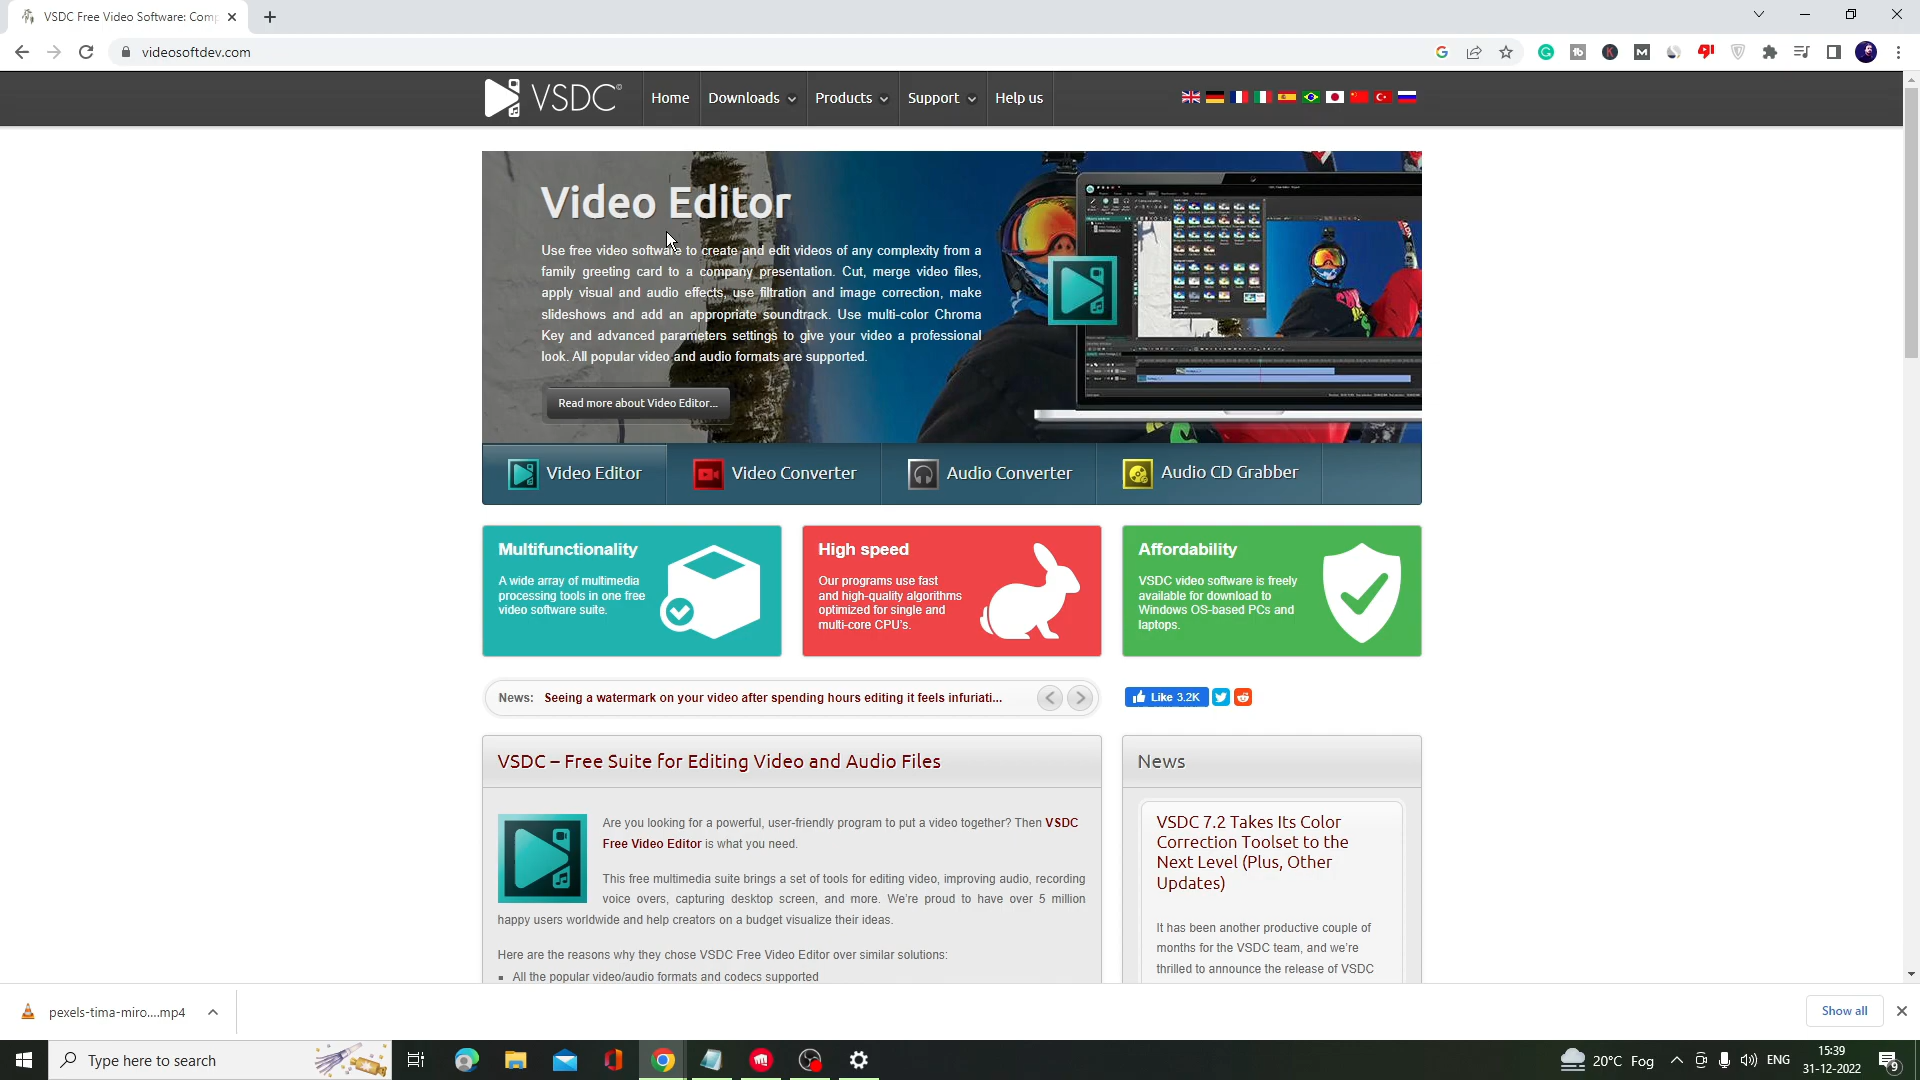 VSDC Free Video Software: Comp
videosoftdev.com
VSDC
Home
Downloads
Products
Support
Help us
Video Editor
Use free video software to create and edit videos of any complexity from a
family greeting card to a company presentation. Cut, merge video files,
apply visual and audio effects, use filtration and image correction, make
slideshows and add an appropriate soundtrack. Use multi-color Chroma
Key and advanced parameters settings to give your video a professional
look. All popular video and audio formats are supported.
Read more about Video Editor...
Video Editor
Video Converter
Audio Converter
Audio CD Grabber
Multifunctionality
A wide array of multimedia
processing tools in one free
video software suite.
High speed
Our programs use fast
and high-quality algorithms
optimized for single and
multi-core CPU's.
Affordability
VSDC video software is freely
available for download to
Windows OS-based PCs and
laptops.
News: Seeing a watermark on your video after spending hours editing it feels infuriati...
Like 3.2K
VSDC – Free Suite for Editing Video and Audio Files
Are you looking for a powerful, user-friendly program to put a video together? Then VSDC
Free Video Editor is what you need.
This free multimedia suite brings a set of tools for editing video, improving audio, recording
voice overs, capturing desktop screen, and more. We're proud to have over 5 million
happy users worldwide and help creators on a budget visualize their ideas.
Here are the reasons why they chose VSDC Free Video Editor over similar solutions:
All the popular video/audio formats and codecs supported
News
VSDC 7.2 Takes Its Color
Correction Toolset to the
Next Level (Plus, Other
Updates)
It has been another productive couple of
months for the VSDC team, and we're
thrilled to announce the release of VSDC
pexels-tima-miro....mp4
Show all
Type here to search
20°C Fog
ENG
15:39
31-12-2022
9